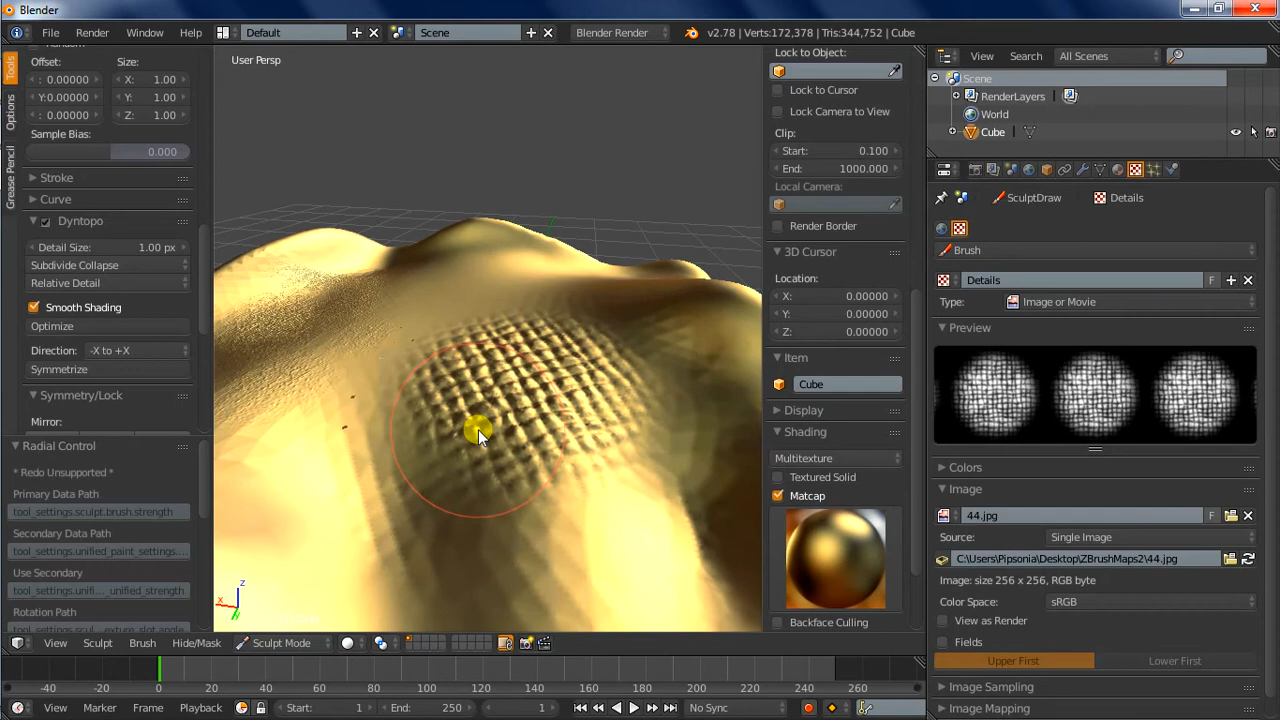 Blender
File Render Window Help Default Scene Blender Render v2.78 | Verts:172,378 | Tris:344,752 | Cube
View Search All Scenes
Tools
Options
Grease Pencil
Offset: Size:
: 0.00000 X: 1.00
Y:0.00000 Y: 1.00
: 0.00000 Z: 1.00
Sample Bias:
0.000
Stroke
Curve
Dyntopo
Detail Size: 1.00 px
Subdivide Collapse
Relative Detail
Smooth Shading
Optimize
Direction: -X to +X
Symmetrize
Symmetry/Lock
Mirror:
Radial Control
* Redo Unsupported *
Primary Data Path
tool_settings.sculpt.brush.strength
Secondary Data Path
tool_settings.unified_paint_settings....
Use Secondary
tool_settings.unifi..._unified_strength
Rotation Path
User Persp
z
x
Lock to Object:
Lock to Cursor
Lock Camera to View
Clip:
Start: 0.100
End: 1000.000
Local Camera:
Render Border
3D Cursor
Location:
X: 0.00000
Y: 0.00000
Z: 0.00000
Item
Cube
Display
Shading
Multitexture
Textured Solid
Matcap
Backface Culling
Scene
RenderLayers
World
Cube
SculptDraw Details
Brush
Details F
Type: Image or Movie
Preview
Colors
Image
44.jpg F
Source: Single Image
C:\Users\Pipsonia\Desktop\ZBrushMaps2\44.jpg
Image: size 256 x 256, RGB byte
Color Space: sRGB
View as Render
Fields
Upper First Lower First
Image Sampling
Image Mapping
View Sculpt Brush Hide/Mask Sculpt Mode
-40 -20 0 20 40 60 80 100 120 140 160 180 200 220 240 260
View Marker Frame Playback Start: 1 End: 250 1 No Sync